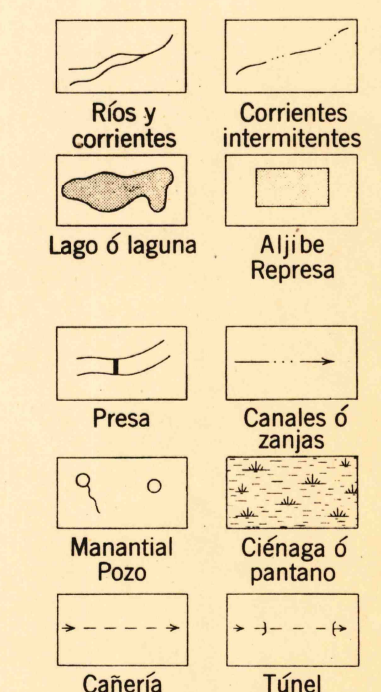 Ríos y
corrientes
Corrientes
intermitentes
Lago ó laguna
Aljibe
Represa
Presa
Canales ó
zanjas
Manantial
Pozo
Ciénaga ó
pantano
Cañería
Túnel